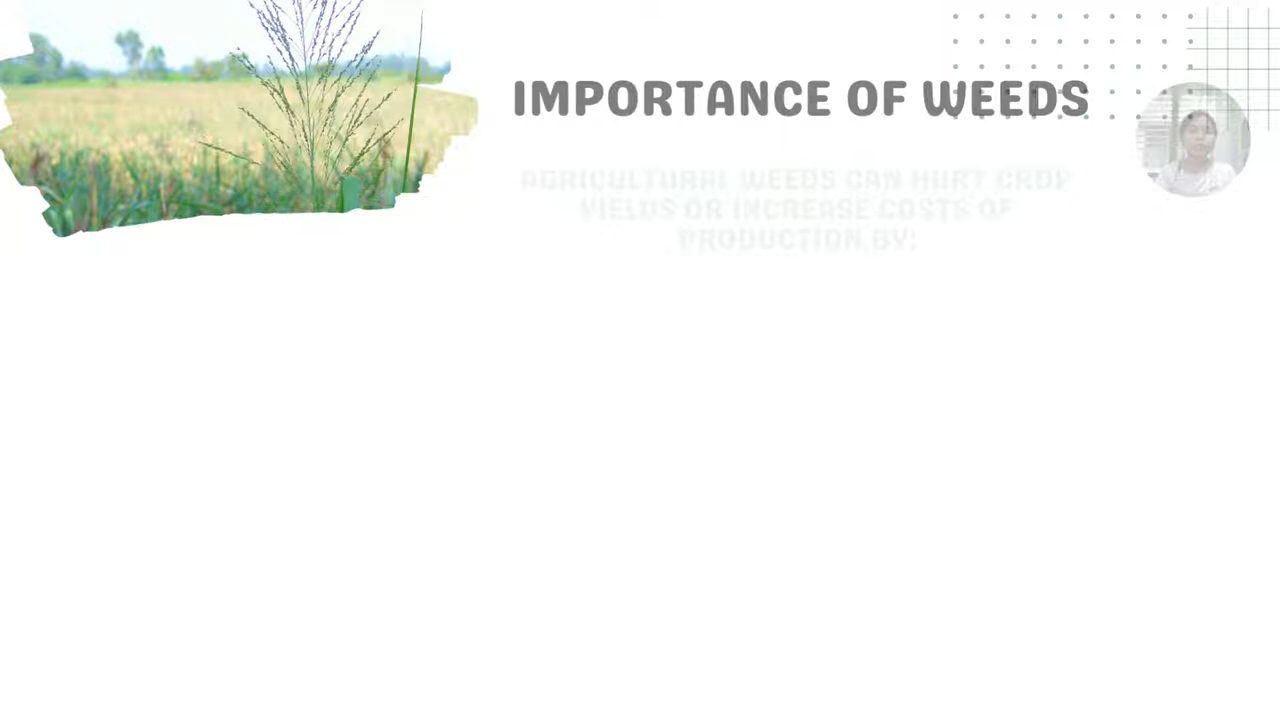 IMPORTANCE OF WEEDS
AGRICULTURAL WEEDS CAN HURT CROP
YIELDS OR INCREASE COSTS OF
PRODUCTION BY: